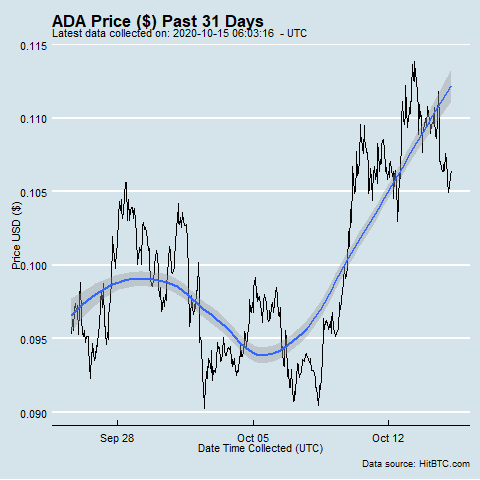 ADA Price ($) Past 31 Days
Latest data collected on: 2020-10-15 06:03:16 - UTC
0.115
0.110
0.105
0.100
0.095
0.090
Price USD ($)
Sep 28
Oct 05
Oct 12
Date Time Collected (UTC)
Data source: HitBTC.com